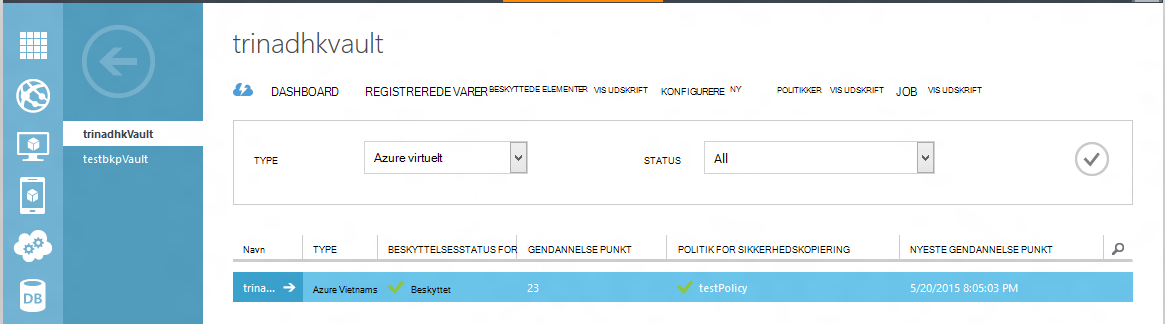 trinadhkvault
DASHBOARD REGISTREREDE VARER BESKYTTEDE ELEMENTER VIS UDSKRIFT KONFIGURERE NY POLITIKKER VIS UDSKRIFT JOB VIS UDSKRIFT
trinadhkVault
testbkpVault
TYPE Azure virtuelt STATUS All
Navn TYPE BESKYTTELSESSTATUS FOR GENDANNELSE PUNKT POLITIK FOR SIKKERHEDSKOPIERING NYESTE GENDANNELSE PUNKT
trina... Azure Vietnams Beskyttet 23 testPolicy 5/20/2015 8:05:03 PM
DB